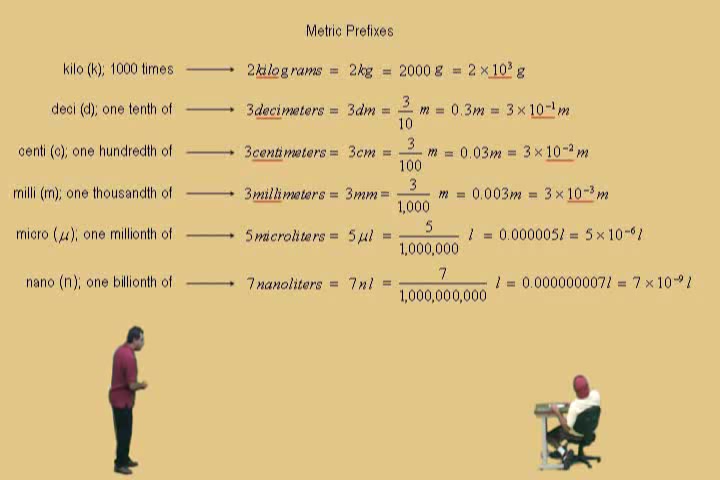 Metric Prefixes
kilo (k); 1000 times → 2kilograms = 2kg = 2000 g = 2 × 10³ g
deci (d); one tenth of → 3decimeters = 3dm = 3/10 m = 0.3m = 3 × 10⁻¹ m
centi (c); one hundredth of → 3centimeters = 3cm = 3/100 m = 0.03m = 3 × 10⁻² m
milli (m); one thousandth of → 3millimeters = 3mm = 3/1,000 m = 0.003m = 3 × 10⁻³ m
micro (μ); one millionth of → 5microliters = 5μl = 5/1,000,000 l = 0.000005l = 5 × 10⁻⁶ l
nano (n); one billionth of → 7nanoliters = 7nl = 7/1,000,000,000 l = 0.000000007l = 7 × 10⁻⁹ l